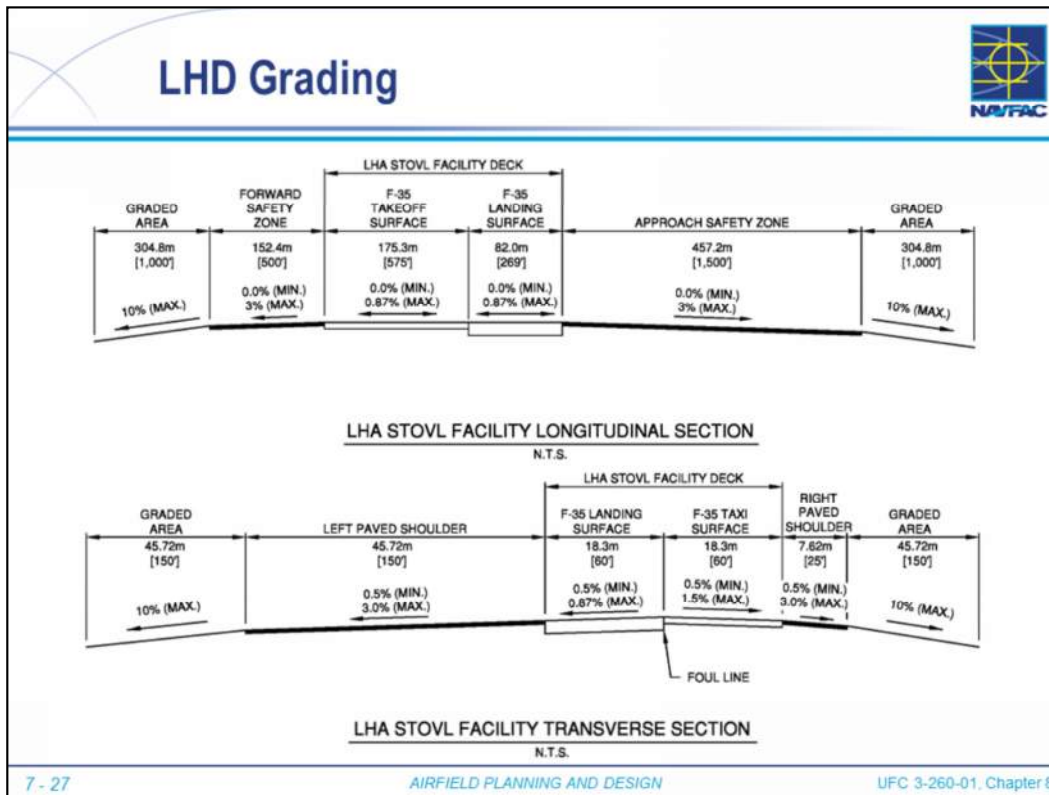 LHD Grading
NAVFAC
LHA STOVL FACILITY DECK
GRADED
AREA
304.8m
[1,000']
10% (MAX.)
FORWARD
SAFETY
ZONE
152.4m
[500']
0.0% (MIN.)
3% (MAX.)
F-35
TAKEOFF
SURFACE
175.3m
[575']
0.0% (MIN.)
0.87% (MAX.)
F-35
LANDING
SURFACE
82.0m
[269']
0.0% (MIN.)
0.87% (MAX.)
APPROACH SAFETY ZONE
457.2m
[1,500']
0.0% (MIN.)
3% (MAX.)
GRADED
AREA
304.8m
[1,000']
10% (MAX.)
LHA STOVL FACILITY LONGITUDINAL SECTION
N.T.S.
LHA STOVL FACILITY DECK
GRADED
AREA
45.72m
[150']
10% (MAX.)
LEFT PAVED SHOULDER
45.72m
[150']
0.5% (MIN.)
3.0% (MAX.)
F-35 LANDING
SURFACE
18.3m
[60']
0.5% (MIN.)
0.87% (MAX.)
F-35 TAXI
SURFACE
18.3m
[60']
0.5% (MIN.)
1.5% (MAX.)
RIGHT
PAVED
SHOULDER
7.62m
[25']
0.5% (MIN.)
3.0% (MAX.)
GRADED
AREA
45.72m
[150']
10% (MAX.)
FOUL LINE
LHA STOVL FACILITY TRANSVERSE SECTION
N.T.S.
7 - 27
AIRFIELD PLANNING AND DESIGN
UFC 3-260-01, Chapter 8